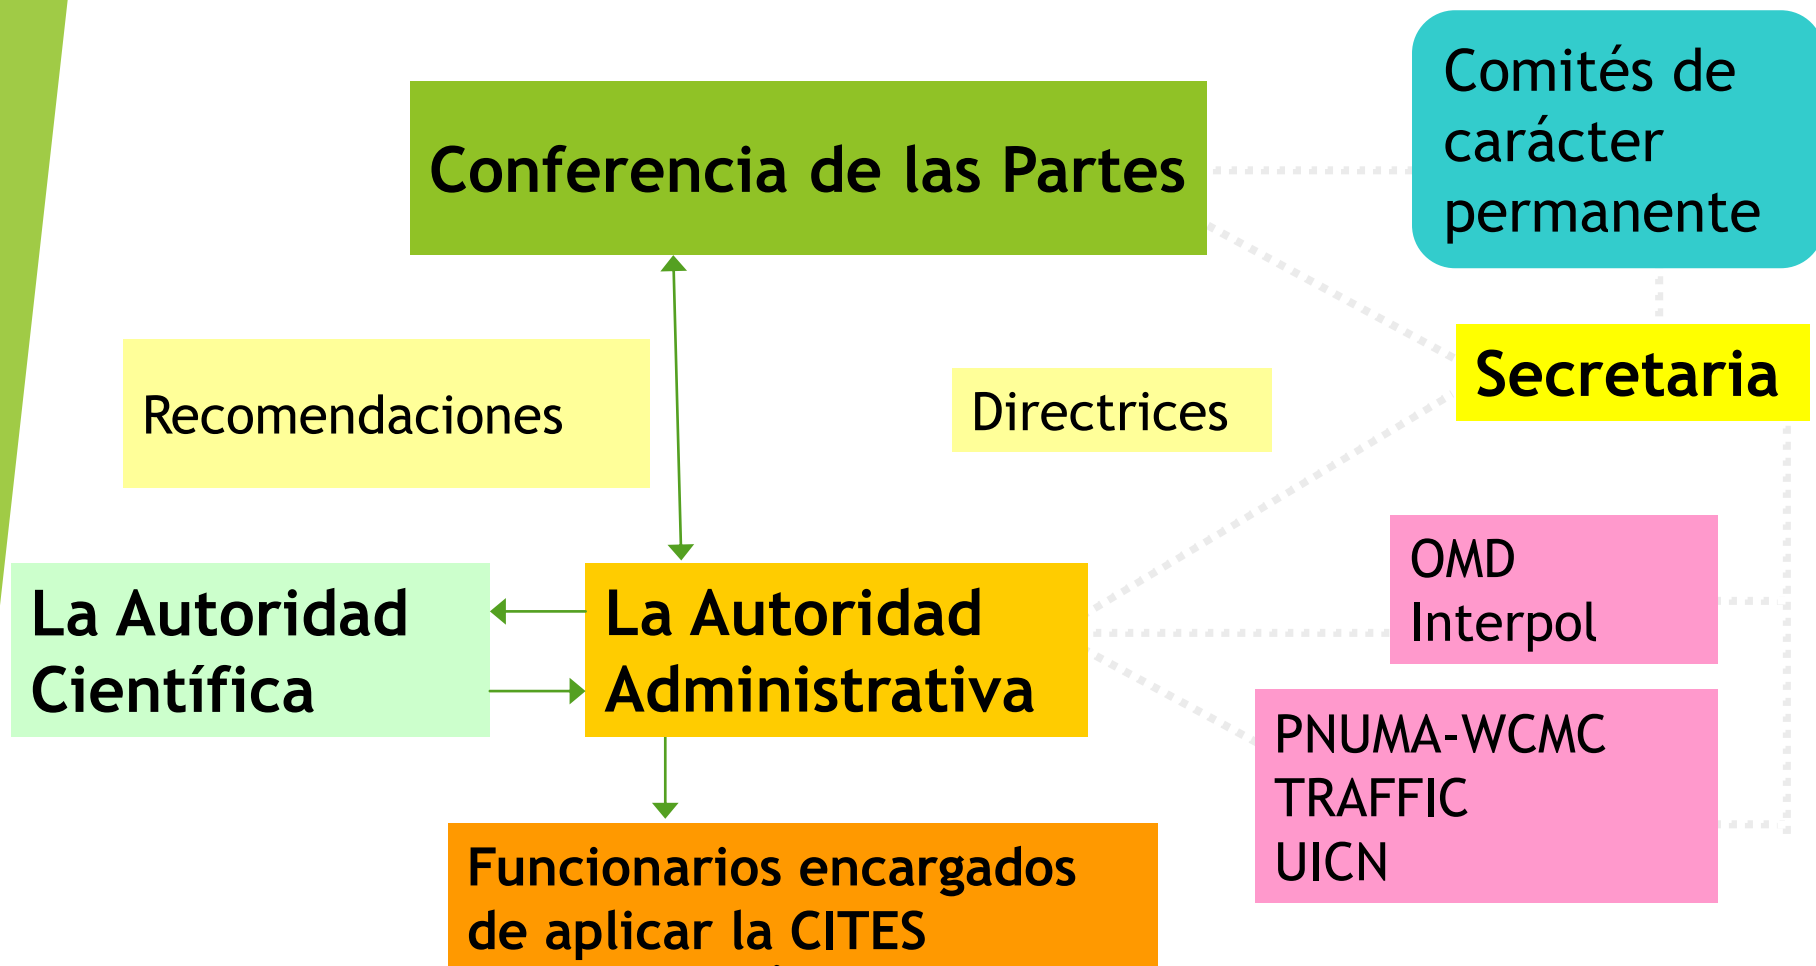 Conferencia de las Partes
Comités de
carácter
permanente
Secretaria
Recomendaciones
Directrices
La Autoridad
Científica
La Autoridad
Administrativa
OMD
Interpol
PNUMA-WCMC
TRAFFIC
UICN
Funcionarios encargados
de aplicar la CITES